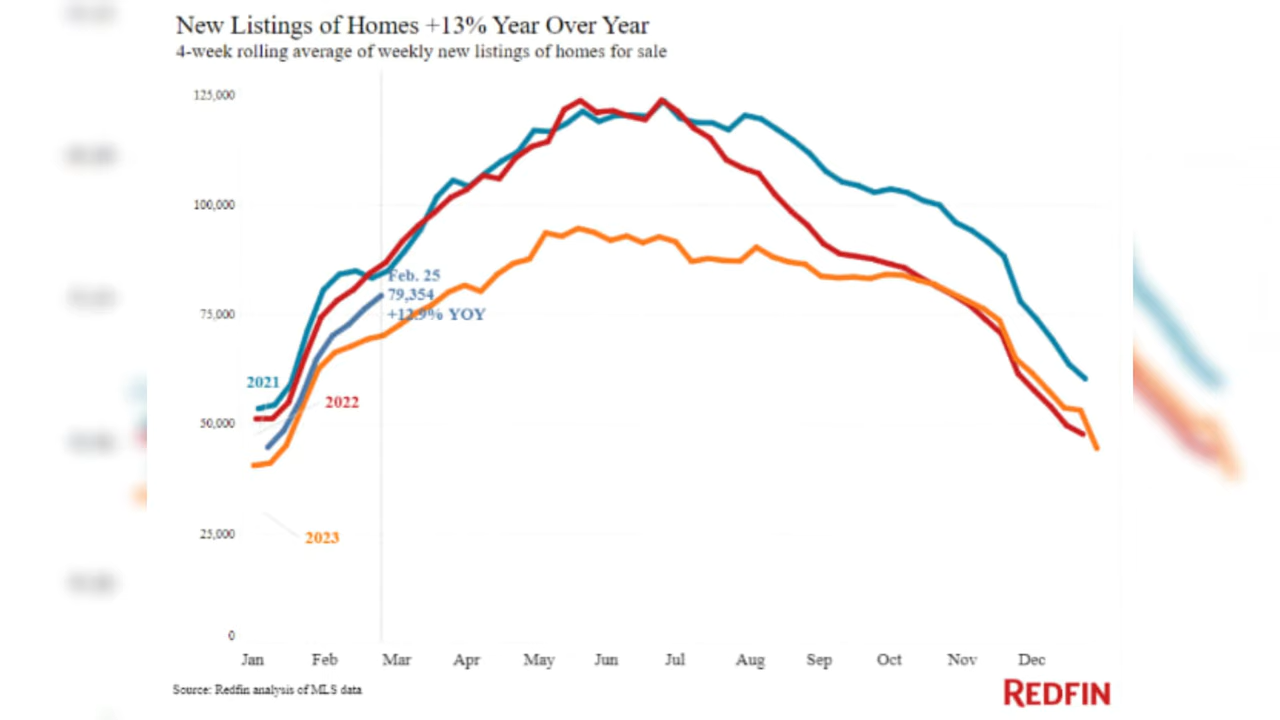 New Listings of Homes +13% Year Over Year
4-week rolling average of weekly new listings of homes for sale
125,000
100,000
75,000
50,000
25,000
0
Feb. 25
79,354
+12.9% YOY
2021
2022
2023
Jan Feb Mar Apr May Jun Jul Aug Sep Oct Nov Dec
Source: Redfin analysis of MLS data
REDFIN